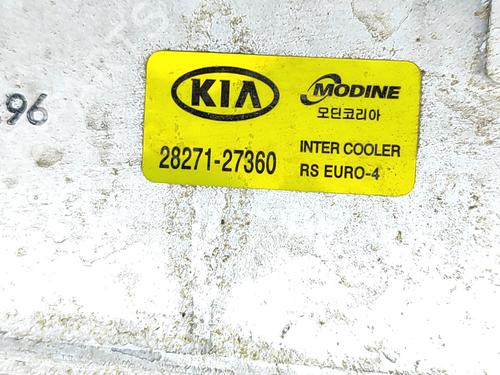 96
KIA
MODINE
모딘코리아
28271-27360
INTER COOLER
RS EURO-4